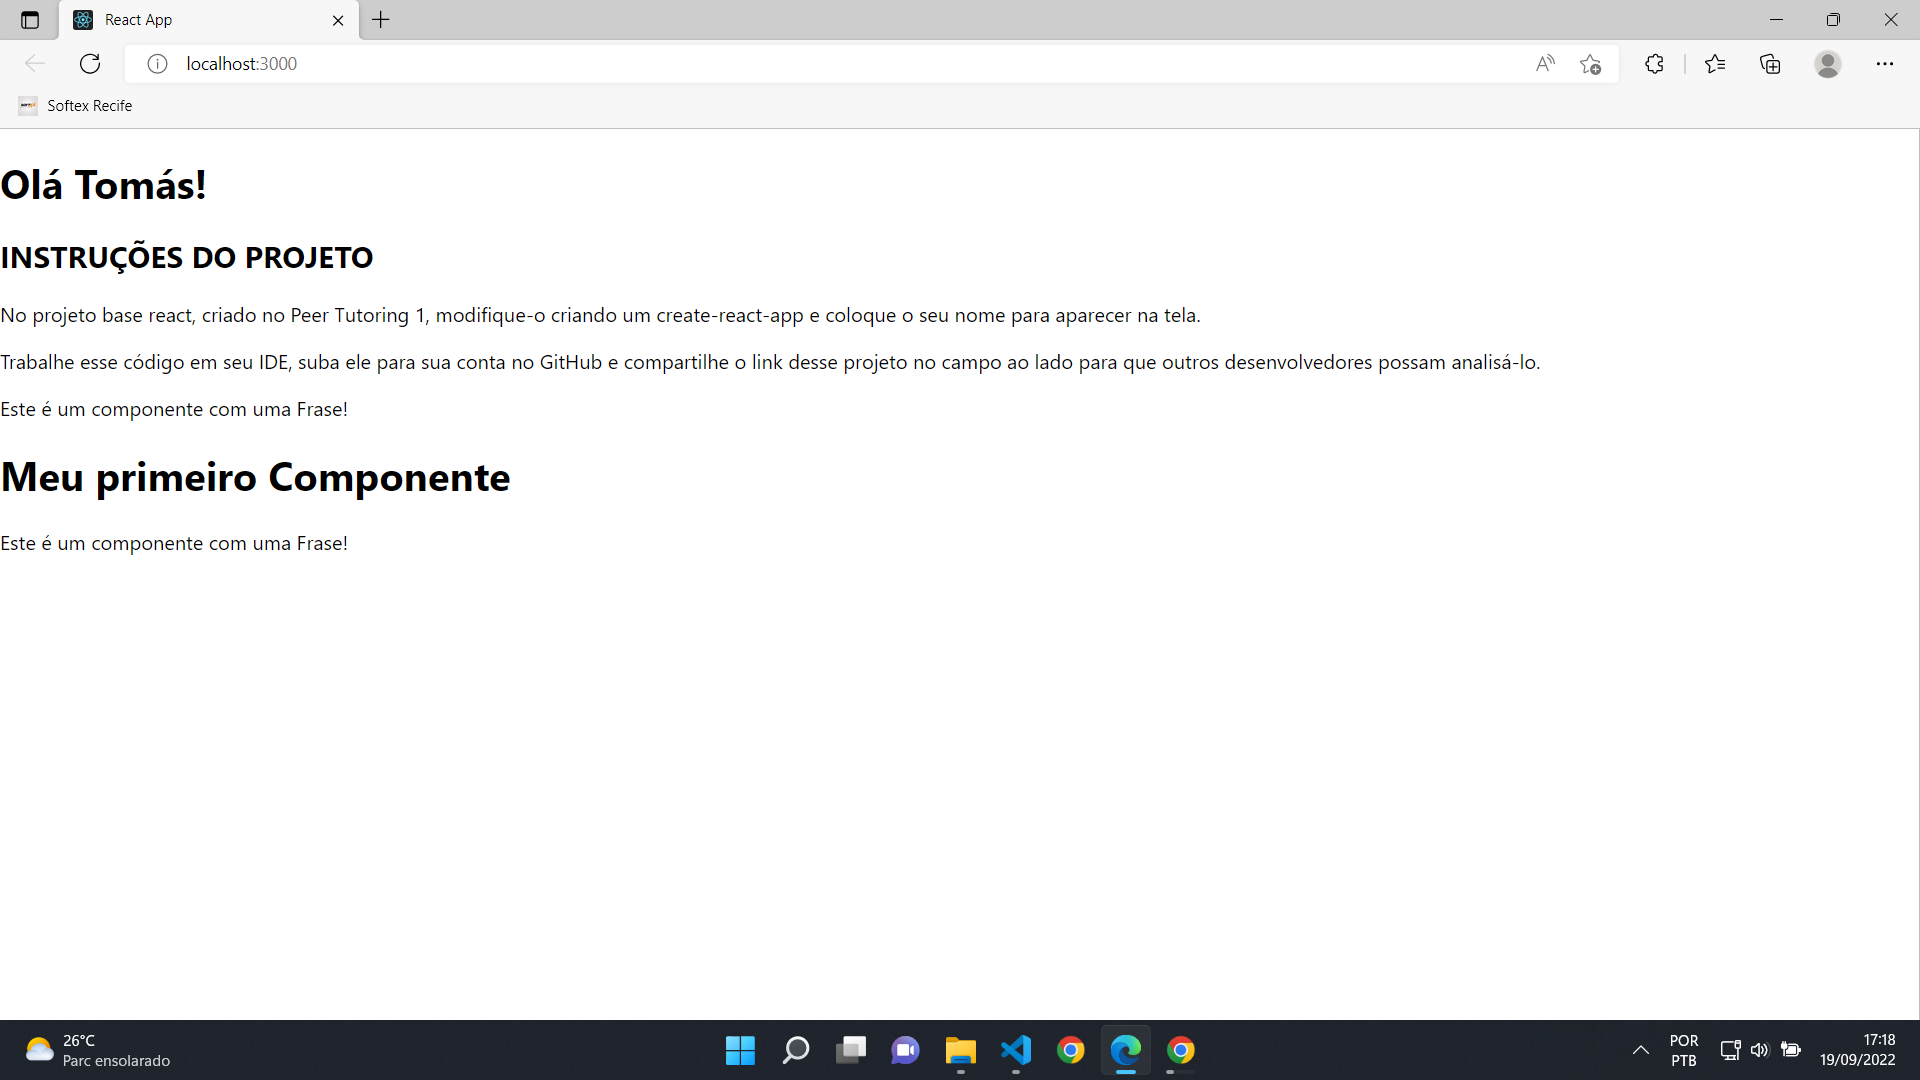 React App
localhost:3000
Softex Recife
Olá Tomás!
INSTRUÇÕES DO PROJETO
No projeto base react, criado no Peer Tutoring 1, modifique-o criando um create-react-app e coloque o seu nome para aparecer na tela.
Trabalhe esse código em seu IDE, suba ele para sua conta no GitHub e compartilhe o link desse projeto no campo ao lado para que outros desenvolvedores possam analisá-lo.
Este é um componente com uma Frase!
Meu primeiro Componente
Este é um componente com uma Frase!
26°C
Parc ensolarado
POR
PTB
17:18
19/09/2022